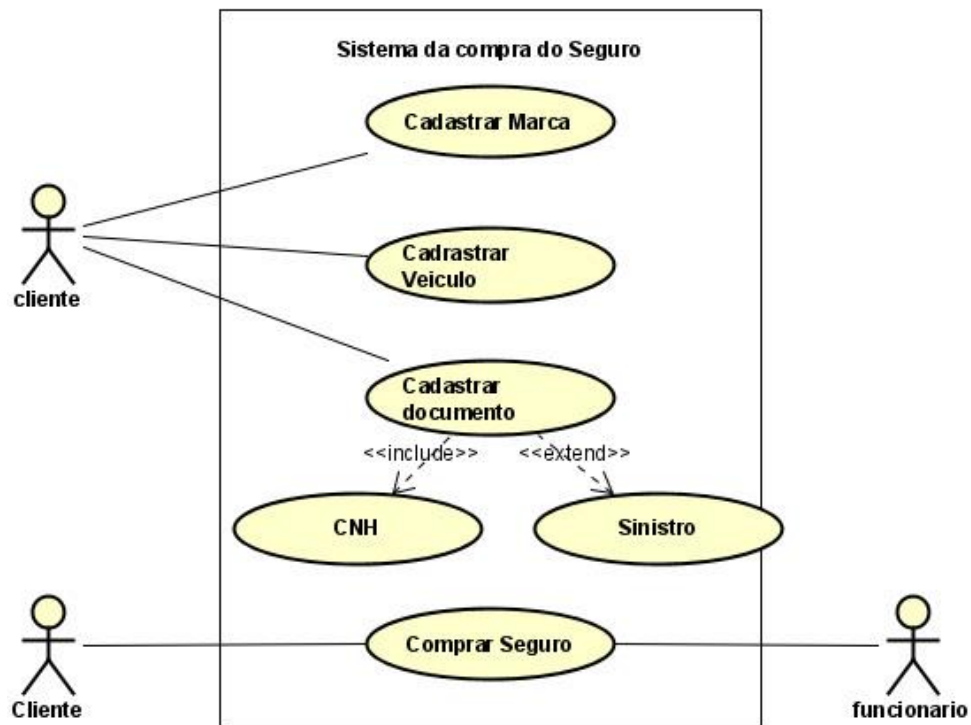 Sistema da compra do Seguro
Cadastrar Marca
Cadrastrar
Veiculo
cliente
Cadastrar
documento
<<include>>
<<extend>>
CNH
Sinistro
Comprar Seguro
Cliente
funcionario